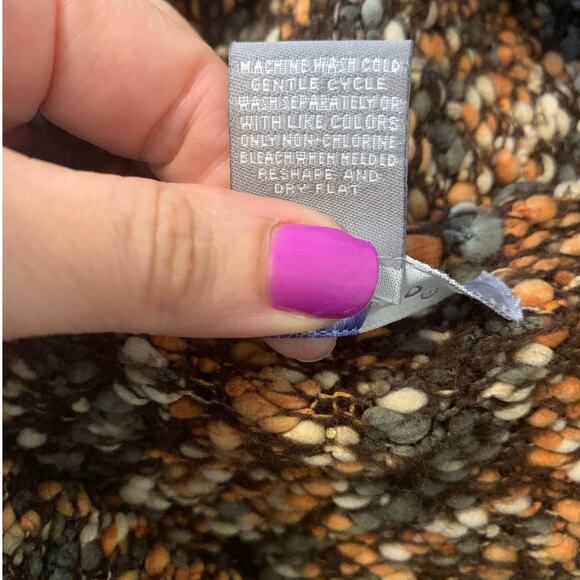 MACHINE WASH COLD
GENTLE CYCLE
WASH SEPARATELY OR
WITH LIKE COLORS
ONLY NON-CHLORINE
BLEACH WHEN NEEDED
RESHAPE AND
DRY FLAT